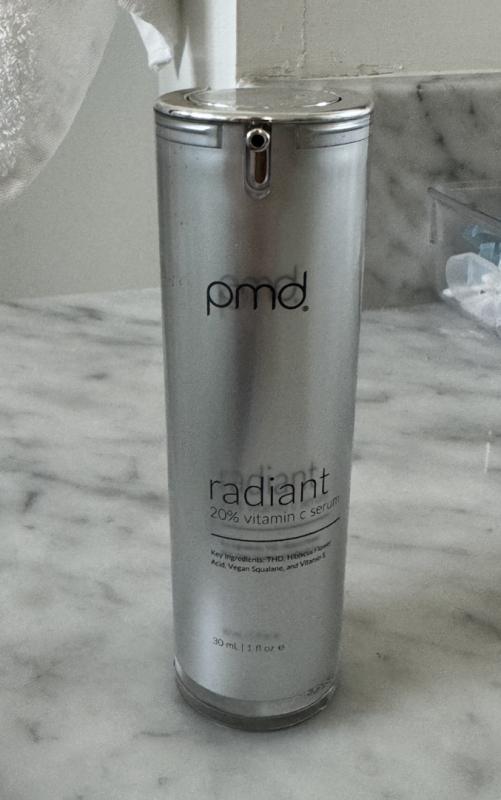 pmd®
radiant
20% vitamin c serum
Key Ingredients: THD, Hibiscus Flower
Acid, Vegan Squalane, and Vitamin E
30 mL | 1 fl oz e